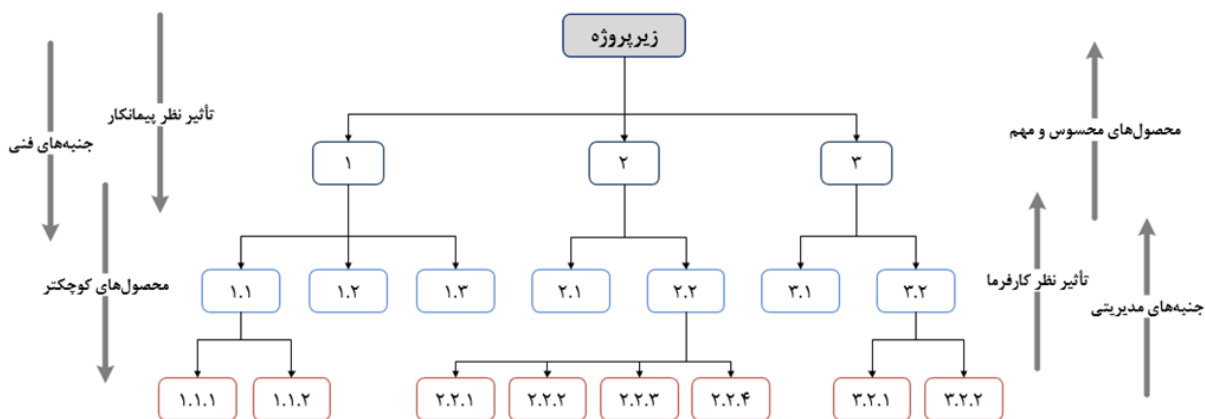 زیرپروژه
تأثیر نظر پیمانکار
جنبه‌های فنی
محصول‌های محسوس و مهم
۱
۲
۳
محصول‌های کوچکتر
تأثیر نظر کارفرما
جنبه‌های مدیریتی
۱.۱
۱.۲
۱.۳
۲.۱
۲.۲
۳.۱
۳.۲
۱.۱.۱
۱.۱.۲
۲.۲.۱
۲.۲.۲
۲.۲.۳
۲.۲.۴
۳.۲.۱
۳.۲.۲